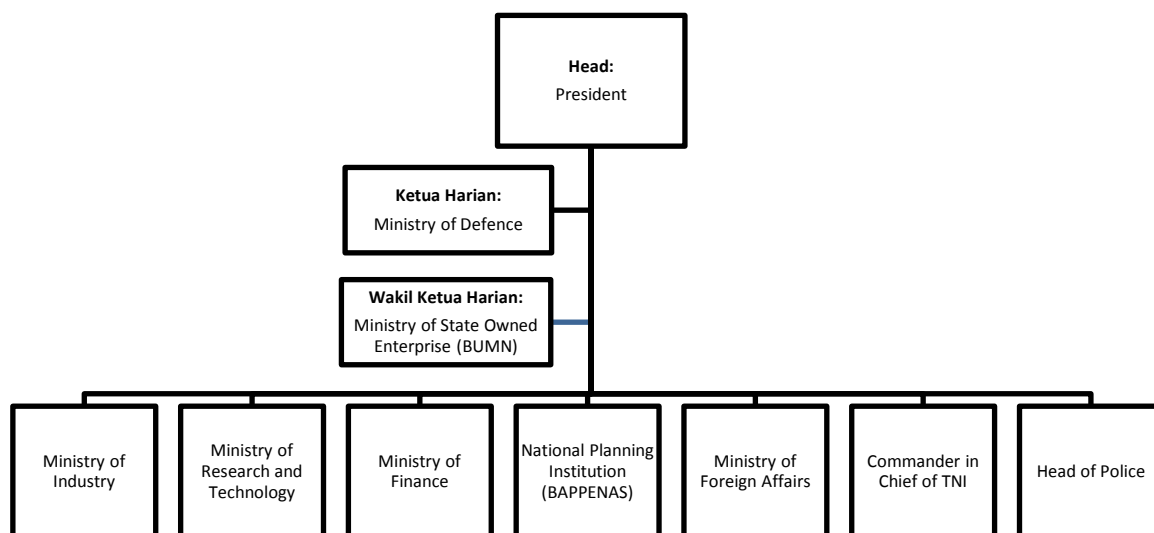 Head:
President
Ketua Harian:
Ministry of Defence
Wakil Ketua Harian:
Ministry of State Owned
Enterprise (BUMN)
Ministry of
Industry
Ministry of
Research and
Technology
Ministry of
Finance
National Planning
Institution
(BAPPENAS)
Ministry of
Foreign Affairs
Commander in
Chief of TNI
Head of Police